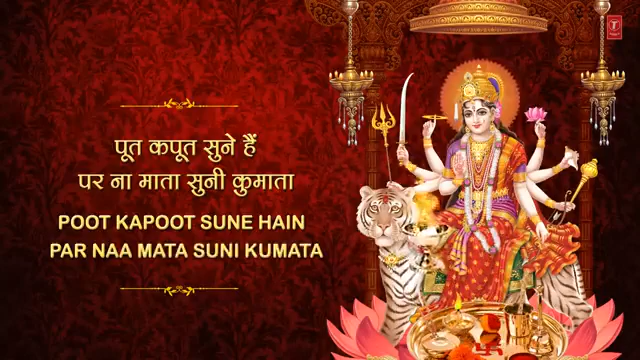 पूत कपूत सुने हैं
पर ना माता सुनी कुमाता
POOT KAPOOT SUNE HAIN
PAR NAA MATA SUNI KUMATA